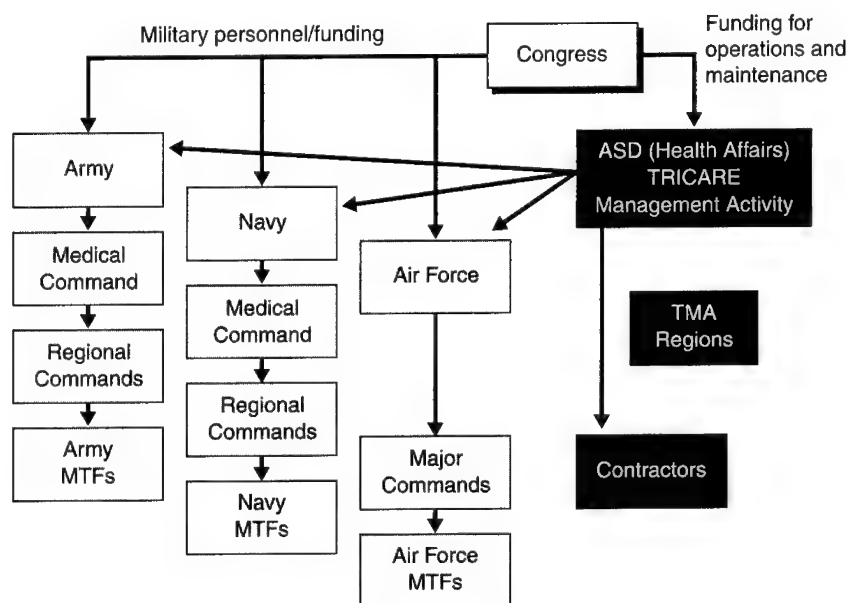 Military personnel/funding
Congress
Funding for
operations and
maintenance
Army
ASD (Health Affairs)
TRICARE
Management Activity
Navy
Air Force
Medical
Command
Medical
Command
TMA
Regions
Regional
Commands
Regional
Commands
Army
MTFs
Major
Commands
Contractors
Navy
MTFs
Air Force
MTFs